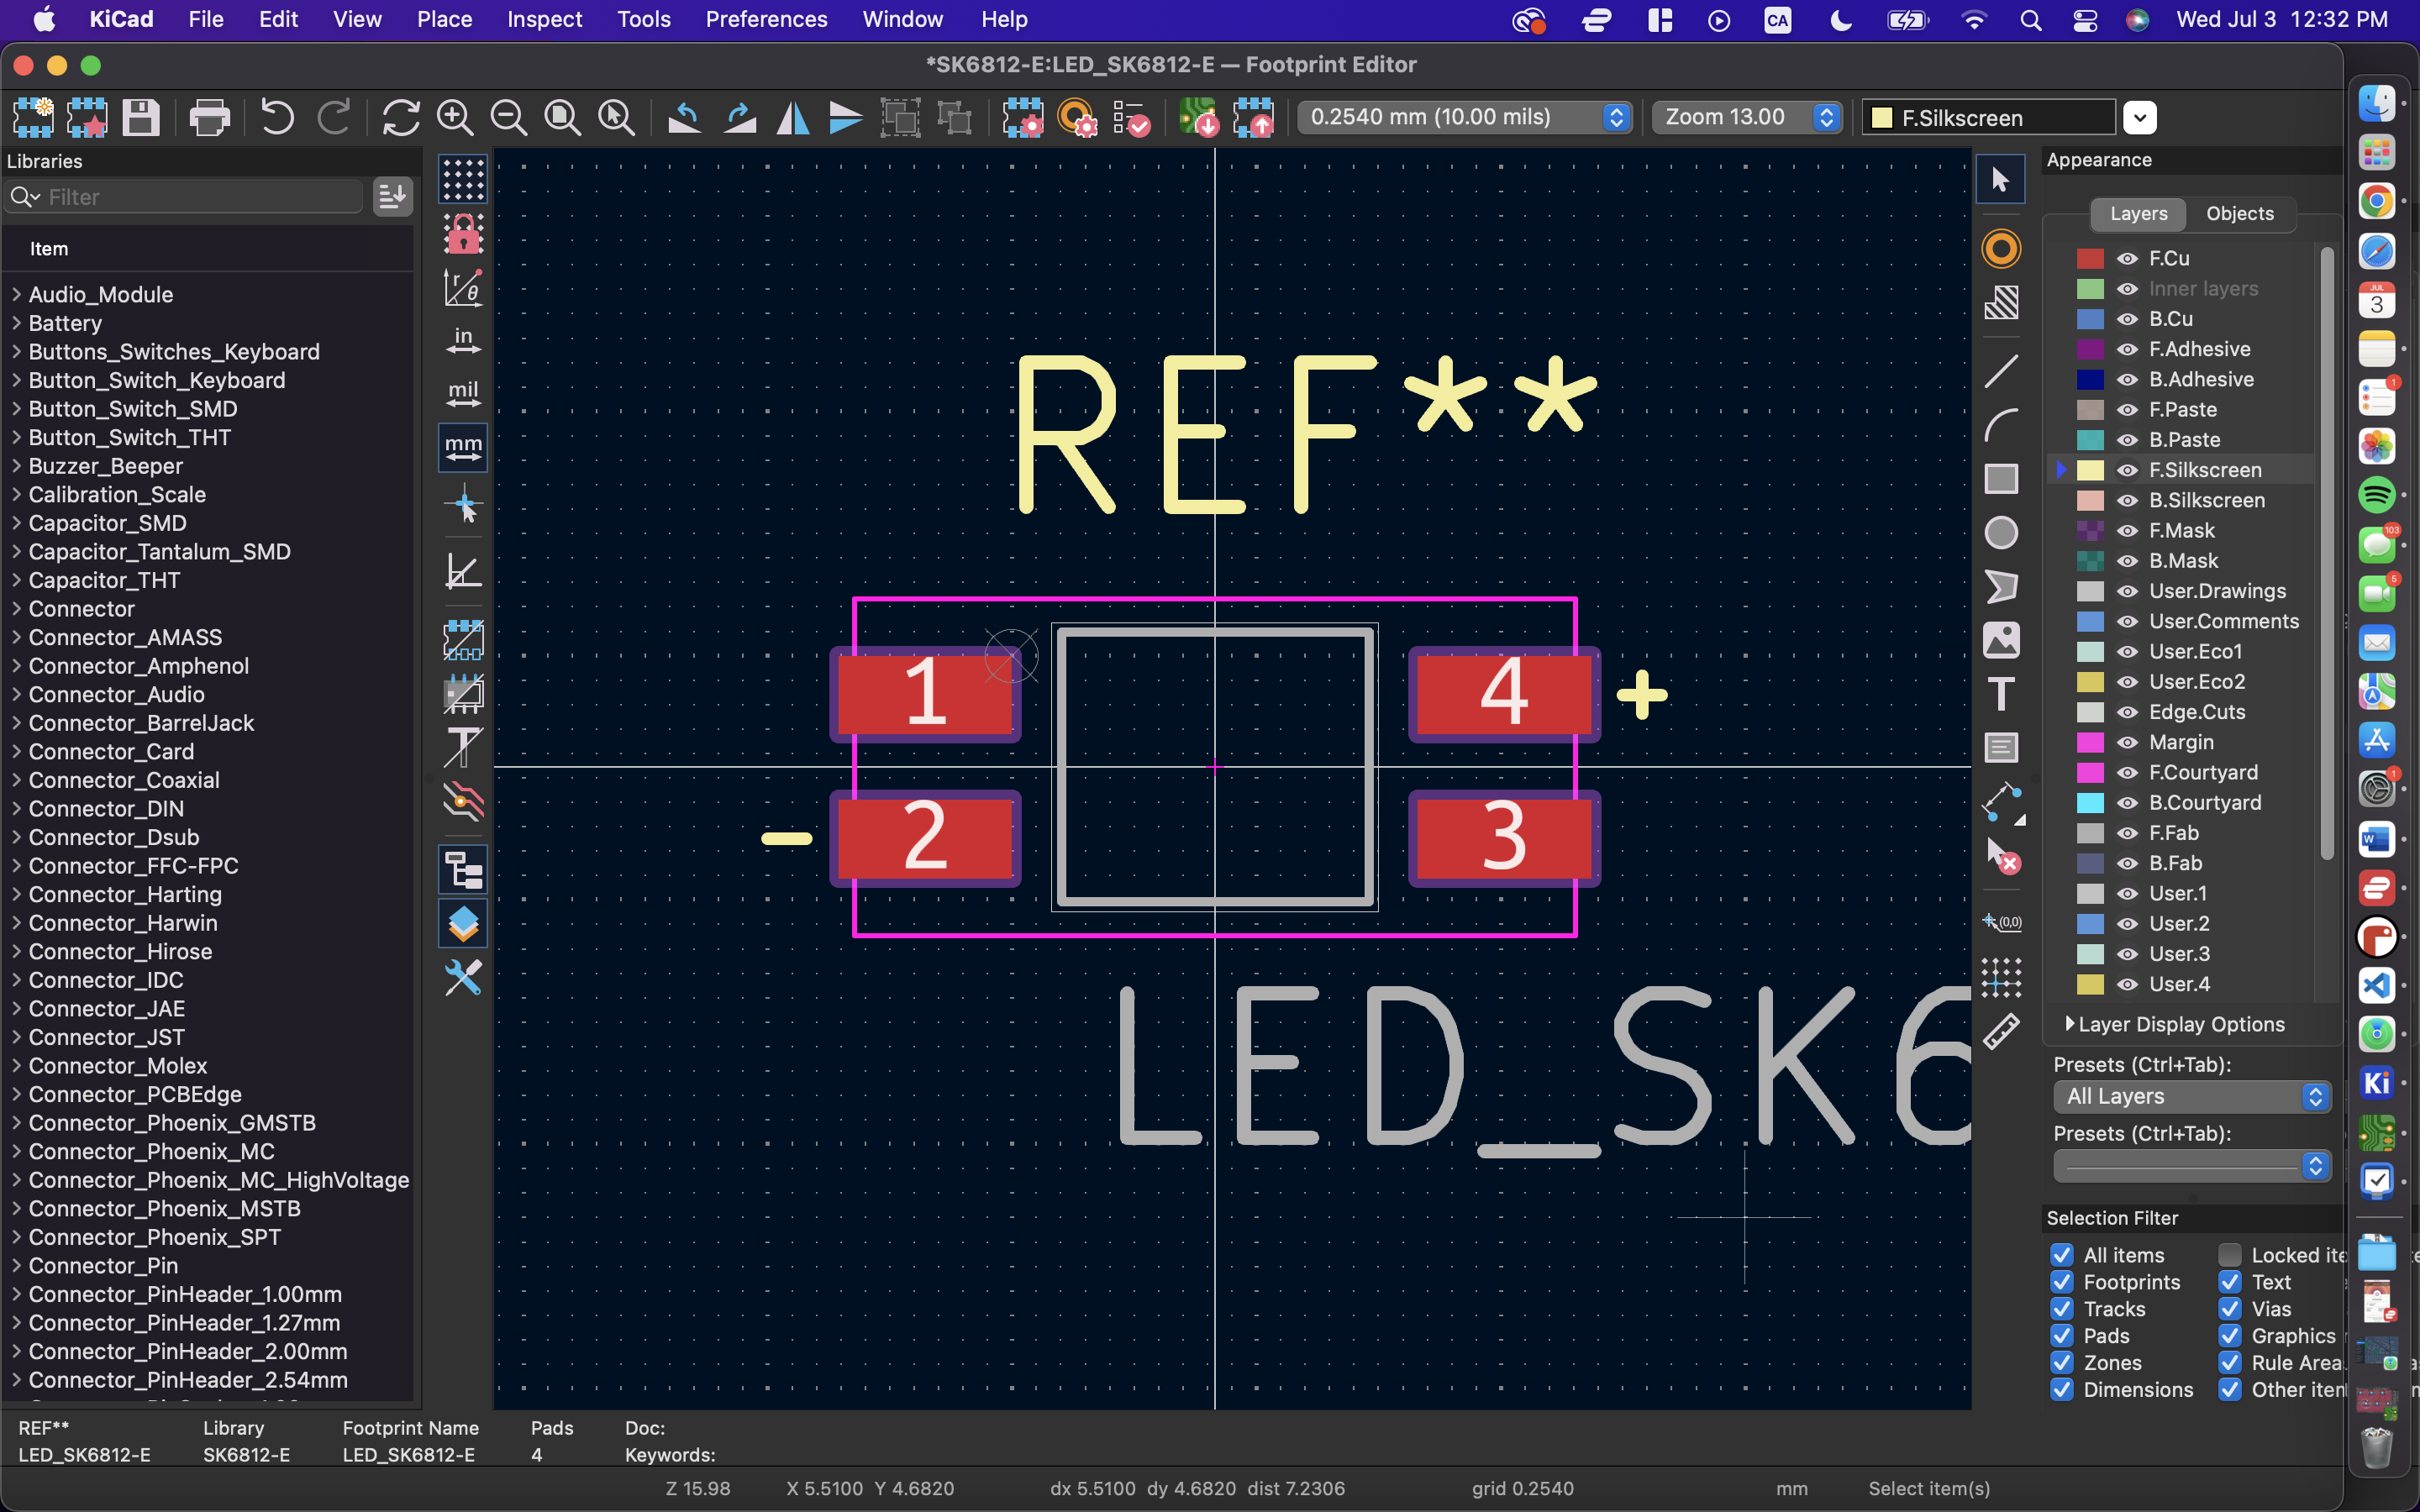 KiCad File Edit View Place Inspect Tools Preferences Window Help CA Wed Jul 3 12:32 PM
*SK6812-E:LED_SK6812-E — Footprint Editor
0.2540 mm (10.00 mils) Zoom 13.00 F.Silkscreen
Libraries
Filter
Item
Audio_Module
Battery
Buttons_Switches_Keyboard
Button_Switch_Keyboard
Button_Switch_SMD
Button_Switch_THT
Buzzer_Beeper
Calibration_Scale
Capacitor_SMD
Capacitor_Tantalum_SMD
Capacitor_THT
Connector
Connector_AMASS
Connector_Amphenol
Connector_Audio
Connector_BarrelJack
Connector_Card
Connector_Coaxial
Connector_DIN
Connector_Dsub
Connector_FFC-FPC
Connector_Harting
Connector_Harwin
Connector_Hirose
Connector_IDC
Connector_JAE
Connector_JST
Connector_Molex
Connector_PCBEdge
Connector_Phoenix_GMSTB
Connector_Phoenix_MC
Connector_Phoenix_MC_HighVoltage
Connector_Phoenix_MSTB
Connector_Phoenix_SPT
Connector_Pin
Connector_PinHeader_1.00mm
Connector_PinHeader_1.27mm
Connector_PinHeader_2.00mm
Connector_PinHeader_2.54mm
r θ
in
mil
mm
REF**
1 4 +
- 2 3
LED_SK6
T
(0,0)
Appearance
Layers Objects
F.Cu
Inner layers
B.Cu
F.Adhesive
B.Adhesive
F.Paste
B.Paste
F.Silkscreen
B.Silkscreen
F.Mask
B.Mask
User.Drawings
User.Comments
User.Eco1
User.Eco2
Edge.Cuts
Margin
F.Courtyard
B.Courtyard
F.Fab
B.Fab
User.1
User.2
User.3
User.4
Layer Display Options
Presets (Ctrl+Tab):
All Layers
Presets (Ctrl+Tab):
Selection Filter
All items Locked ite
Footprints Text
Tracks Vias
Pads Graphics
Zones Rule Area
Dimensions Other iten
JUL
3
1
103
5
1
W
Ki
REF** Library Footprint Name Pads Doc:
LED_SK6812-E SK6812-E LED_SK6812-E 4 Keywords:
Z 15.98 X 5.5100 Y 4.6820 dx 5.5100 dy 4.6820 dist 7.2306 grid 0.2540 mm Select item(s)